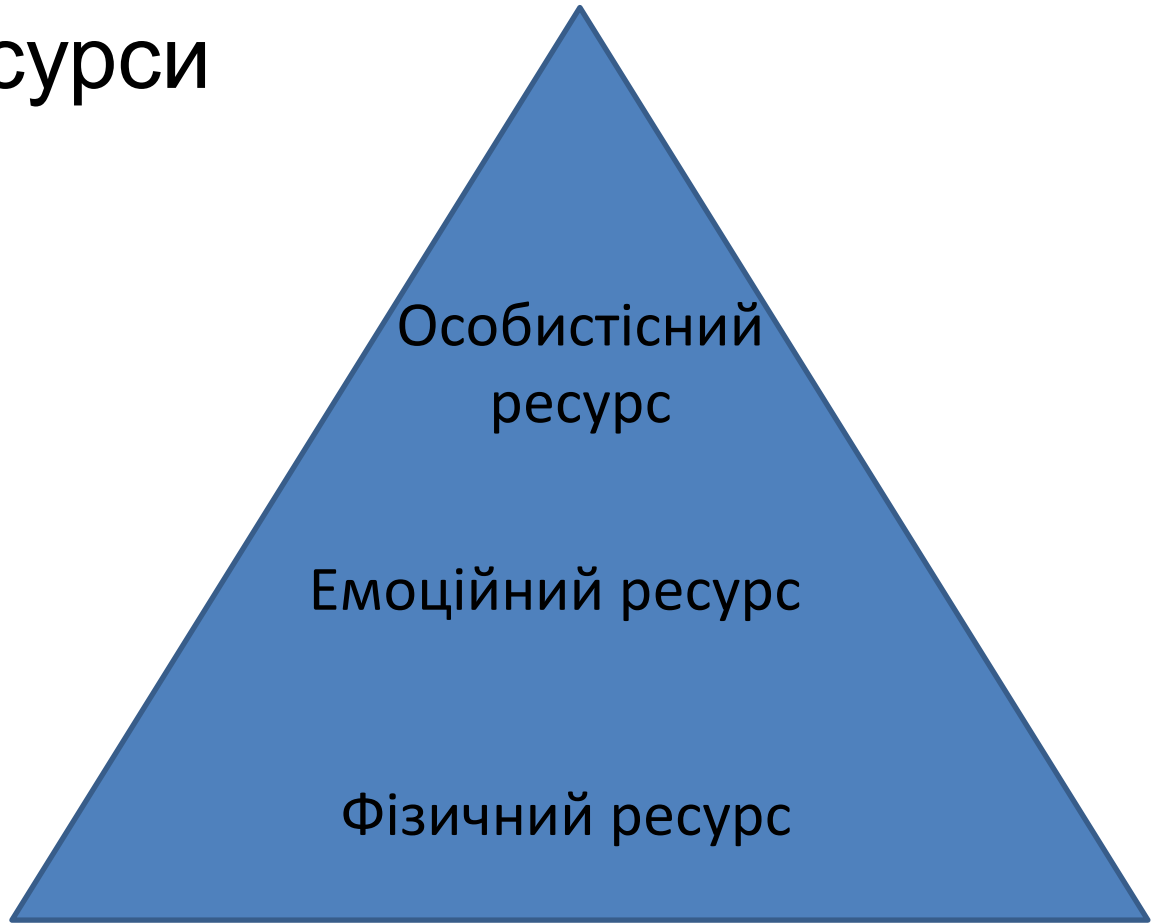 сурси
Особистісний
ресурс
Емоційний ресурс
Фізичний ресурс